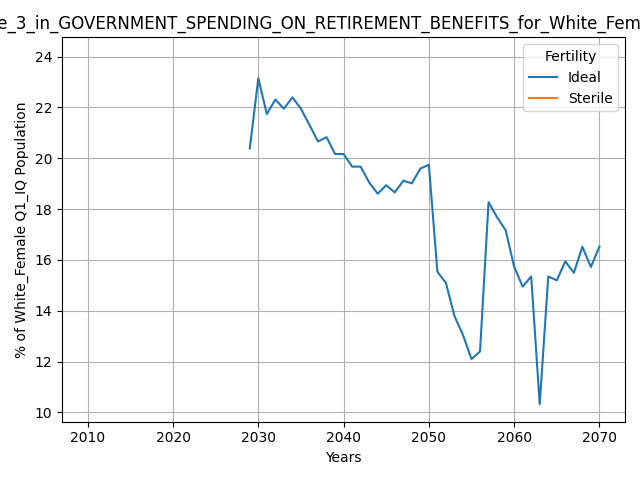 e_3_in_GOVERNMENT_SPENDING_ON_RETIREMENT_BENEFITS_for_White_Fem
Fertility
Ideal
Sterile
% of White_Female Q1_IQ Population
24
22
20
18
16
14
12
10
2010 2020 2030 2040 2050 2060 2070
Years